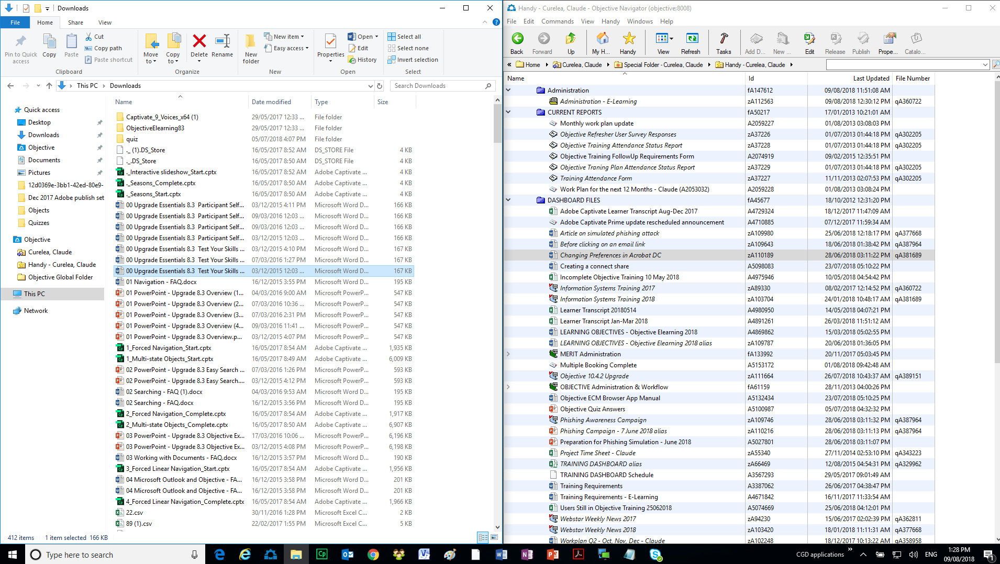 Downloads
File Home Share View
Pin to Quick access
Copy
Paste
Cut
Copy path
Paste shortcut
Clipboard
Move to
Copy to
Delete
Rename
Organize
New folder
New item
Easy access
New
Properties
Open
Edit
History
Open
Select all
Select none
Invert selection
Select
This PC Downloads
Search Downloads
Quick access
Desktop
Downloads
Objective
Documents
Pictures
12d0369e-3bb1-42ed-80e9-
Dec 2017 Adobe publish set
Objects
Quizzes
Objective
Curelea, Claude
Handy - Curelea, Claude
Objective Global Folder
This PC
Network
Name Date modified Type Size
Captivate_9_Voices_x64 (1) 29/05/2017 12:33 ... File folder
ObjectiveElearning83 29/05/2017 12:33 ... File folder
quiz 05/07/2018 4:07 PM File folder
._ (1).DS_Store 16/05/2017 8:52 AM DS_STORE File 4 KB
._.DS_Store 16/05/2017 8:50 AM DS_STORE File 4 KB
._Interactive slideshow_Start.cptx 16/05/2017 8:52 AM Adobe Captivate ... 4 KB
._Seasons_Complete.cptx 16/05/2017 8:50 AM Adobe Captivate ... 4 KB
._Seasons_Start.cptx 16/05/2017 8:50 AM Adobe Captivate ... 4 KB
00 Upgrade Essentials 8.3  Participant Self... 03/12/2015 4:11 PM Microsoft Word D... 166 KB
00 Upgrade Essentials 8.3  Participant Self... 09/03/2016 12:03 ... Microsoft Word D... 166 KB
00 Upgrade Essentials 8.3  Participant Self... 09/03/2016 12:03 ... Microsoft Word D... 166 KB
00 Upgrade Essentials 8.3  Participant Self... 03/12/2015 12:03 ... Microsoft Word D... 166 KB
00 Upgrade Essentials 8.3  Test Your Skills ... 03/12/2015 4:10 PM Microsoft Word D... 167 KB
00 Upgrade Essentials 8.3  Test Your Skills ... 07/03/2016 1:27 PM Microsoft Word D... 167 KB
00 Upgrade Essentials 8.3  Test Your Skills ... 03/12/2015 12:03 ... Microsoft Word D... 167 KB
01 Navigation - FAQ.docx 16/12/2015 3:55 PM Microsoft Word D... 195 KB
01 PowerPoint - Upgrade 8.3 Overview (1... 04/03/2016 9:00 AM Microsoft PowerP... 547 KB
01 PowerPoint - Upgrade 8.3 Overview (2... 07/03/2016 10:36 ... Microsoft PowerP... 547 KB
01 PowerPoint - Upgrade 8.3 Overview (3... 07/03/2016 2:31 PM Microsoft PowerP... 547 KB
01 PowerPoint - Upgrade 8.3 Overview (4... 09/03/2016 11:41 ... Microsoft PowerP... 547 KB
01 PowerPoint - Upgrade 8.3 Overview.p... 03/12/2015 4:07 PM Microsoft PowerP... 547 KB
1_Forced Navigation_Start.cptx 16/05/2017 8:54 AM Adobe Captivate ... 1,935 KB
1_Multi-state Objects_Start.cptx 16/05/2017 8:49 AM Adobe Captivate ... 6,009 KB
02 PowerPoint - Upgrade 8.3 Easy Search ... 07/03/2016 1:26 PM Microsoft PowerP... 593 KB
02 PowerPoint - Upgrade 8.3 Easy Search.... 03/12/2015 4:12 PM Microsoft PowerP... 593 KB
02 Searching - FAQ (1).docx 04/03/2016 9:53 AM Microsoft Word D... 195 KB
02 Searching - FAQ.docx 16/12/2015 3:56 PM Microsoft Word D... 195 KB
2_Forced Navigation_Complete.cptx 16/05/2017 8:54 AM Adobe Captivate ... 1,917 KB
2_Multi-state Objects_Complete.cptx 16/05/2017 8:50 AM Adobe Captivate ... 6,907 KB
03 PowerPoint - Upgrade 8.3 Objective Ex... 17/03/2016 10:06 ... Microsoft PowerP... 6,196 KB
03 PowerPoint - Upgrade 8.3 Objective Ex... 03/12/2015 4:08 PM Microsoft PowerP... 6,198 KB
03 Working with Documents - FAQ.docx 16/12/2015 3:57 PM Microsoft Word D... 190 KB
3_Forced Linear Navigation_Start.cptx 16/05/2017 8:54 AM Adobe Captivate ... 1,956 KB
04 Microsoft Outlook and Objective - FA... 16/12/2015 3:58 PM Microsoft Word D... 201 KB
04 Microsoft Outlook and Objective - FA... 16/12/2015 3:58 PM Microsoft Word D... 201 KB
4_Forced Linear Navigation_Complete.cptx 16/05/2017 8:54 AM Adobe Captivate ... 1,966 KB
22.csv 30/11/2016 1:28 PM Microsoft Excel C... 2 KB
89 (1).csv 22/02/2017 1:55 PM Microsoft Excel C... 5 KB
412 items 1 item selected 166 KB
Handy - Curelea, Claude - Objective Navigator (objective:8008)
File Edit Commands View Handy Windows Help
Back Forward Up My H... Handy View Refresh Tasks Add D... New ... Edit Release Publish Prope... Catalo...
« Home Curelea, Claude Special Folder - Curelea, Claude Handy - Curelea, Claude
Name Id Last Updated File Number
Administration fA147612 09/08/2018 11:51:08 AM
Administration - E-Learning zA112563 09/08/2018 12:30:12 PM qA360722
CURRENT REPORTS fA50217 17/01/2013 10:21:01 AM
Monthly work plan update A2059227 01/08/2013 03:08:03 PM
Objective Refresher User Survey Responses zA37226 01/07/2013 01:44:18 PM qA302205
Objective Training Attendance Status Report zA37228 01/07/2013 01:44:18 PM qA302205
Objective Training FollowUp Requirements Form A2074919 09/02/2015 12:35:51 PM
Objective Traning Plan Attendance Status Report zA37229 01/07/2013 01:44:18 PM qA302205
Training Attendance Form zA37227 11/11/2013 02:07:53 PM qA302205
Work Plan for the next 12 Months - Claude (A2053032) A2059228 01/08/2013 03:08:24 PM
DASHBOARD FILES fA45677 18/10/2012 12:31:20 PM
Adobe Captivate Learner Transcript Aug-Dec 2017 A4729324 18/12/2017 11:47:09 AM
Adobe Captivate Prime update rescheduled announcement A4710885 07/12/2017 11:59:34 AM
Article on simulated phishing attack zA109980 25/06/2018 12:18:17 PM qA377668
Before clicking on an email link zA109643 18/06/2018 01:38:42 PM qA387964
Changing Preferences in Acrobat DC zA110189 28/06/2018 03:11:22 PM qA381689
Creating a connect share A5098083 23/07/2018 05:10:22 PM
Incomplete Objective Training 10 May 2018 A4975946 10/05/2018 04:54:42 PM
Information Systems Training 2017 zA89330 08/02/2017 12:14:52 PM qA360722
Information Systems Training 2018 zA103704 24/01/2018 10:48:17 AM qA381689
Learner Transcript 20180514 A4980950 14/05/2018 04:07:21 PM
Learner Transcript Jan-Mar 2018 A4891261 26/03/2018 11:51:12 AM
LEARNING OBJECTIVES - Objective Elearning 2018 A4869862 15/03/2018 05:02:55 PM
LEARNING OBJECTIVES - Objective Elearning 2018 alias zA109787 20/06/2018 01:36:05 PM
MERIT Administration fA133992 20/11/2017 05:03:45 PM
Multiple Booking Complete A5153172 01/08/2018 09:42:48 AM
Objective 10.4.2 Upgrade zA111664 26/07/2018 10:43:37 AM qA389151
OBJECTIVE Administration & Workflow fA61159 28/11/2013 04:00:26 PM
Objective ECM Browser App Manual A5132434 23/07/2018 05:10:25 PM
Objective Quiz Answers A5100987 05/07/2018 04:32:32 PM
Phishing Awareness Campaign zA109746 28/06/2018 03:11:32 PM qA387964
Phishing Campaign - 7 June 2018 alias zA110216 28/06/2018 03:11:13 PM qA387964
Preparation for Phishing Simulation - June 2018 A5027801 28/06/2018 03:11:07 PM
Project Time Sheet - Claude zA55340 27/11/2014 02:53:10 PM qA343223
TRAINING DASHBOARD alias zA66469 12/08/2015 04:54:31 PM qA329962
TRAINING DASHBOARD Schedule A3567293 29/05/2017 09:01:49 AM
Training Requirements A3387062 26/06/2017 04:38:47 PM
Training Requirements - E-Learning A4671842 16/11/2017 11:33:54 AM
Users Still in Objective Training 25062018 A5074669 25/06/2018 04:12:01 PM
Webstar Weekly News 2017 zA94230 15/06/2017 02:02:39 PM qA362811
Webstar Weekly News 2018 zA103420 18/01/2018 11:11:31 AM qA377668
Workplan Q2 - Oct, Nov, Dec - Claude zA102248 18/12/2017 10:13:22 AM qA358958
Type here to search
CGD applications
ENG
1:28 PM
09/08/2018
1